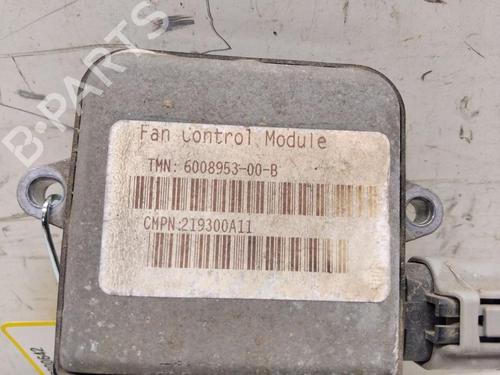 B-PARTS
Fan Control Module
TMN: 6008953-00-B
CMPN:219300A11